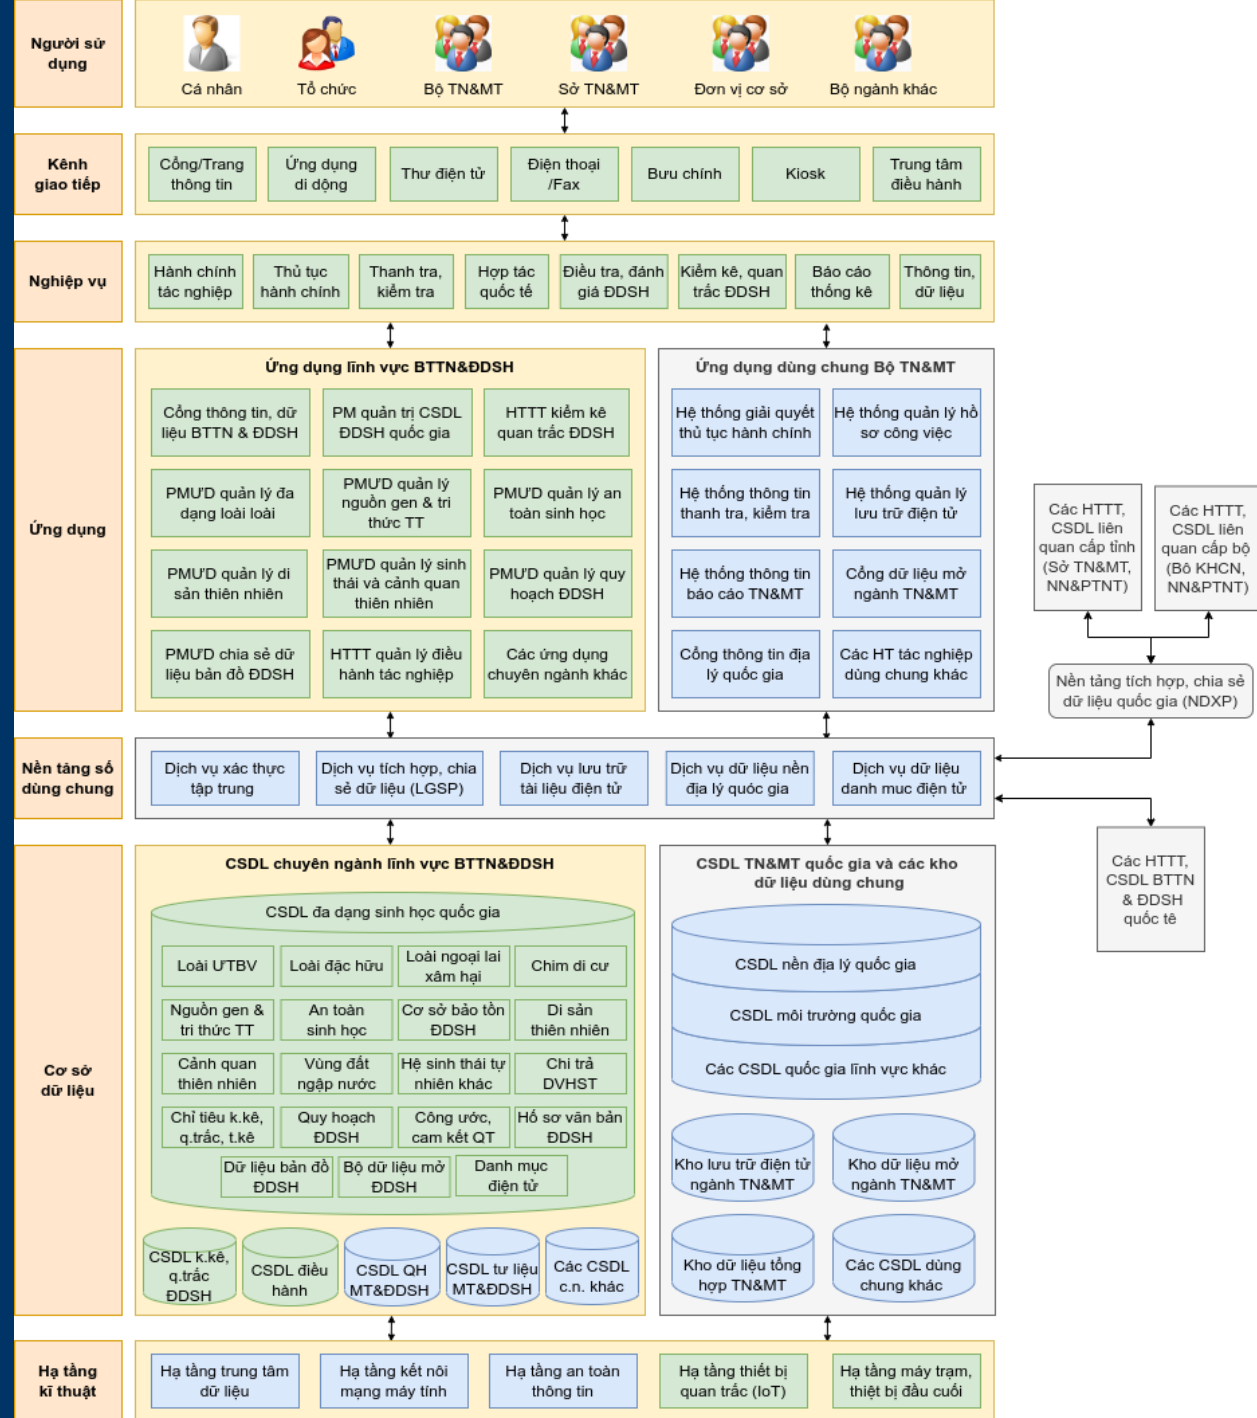 Người sử
dụng
Cá nhân
Tổ chức
Bộ TN&MT
Sở TN&MT
Đơn vị cơ sở
Bộ ngành khác
Kênh
giao tiếp
Cổng/Trang
thông tin
Ứng dụng
di dộng
Thư điện tử
Điện thoại
/Fax
Bưu chính
Kiosk
Trung tâm
điều hành
Nghiệp vụ
Hành chính
tác nghiệp
Thủ tục
hành chính
Thanh tra,
kiểm tra
Hợp tác
quốc tế
Điều tra, đánh
giá ĐDSH
Kiểm kê, quan
trắc ĐDSH
Báo cáo
thống kê
Thông tin,
dữ liệu
Ứng dụng
Ứng dụng lĩnh vực BTTN&ĐDSH
Cổng thông tin, dữ
liệu BTTN & ĐDSH
PM quản trị CSDL
ĐDSH quốc gia
HTTT kiểm kê
quan trắc ĐDSH
PMƯD quản lý đa
dạng loài loài
PMƯD quản lý
nguồn gen & tri
thức TT
PMƯD quản lý an
toàn sinh học
PMƯD quản lý di
sản thiên nhiên
PMƯD quản lý sinh
thái và cảnh quan
thiên nhiên
PMƯD quản lý quy
hoạch ĐDSH
PMƯD chia sẻ dữ
liệu bản đồ ĐDSH
HTTT quản lý điều
hành tác nghiệp
Các ứng dụng
chuyên ngành khác
Ứng dụng dùng chung Bộ TN&MT
Hệ thống giải quyết
thủ tục hành chính
Hệ thống quản lý hồ
sơ công việc
Hệ thống thông tin
thanh tra, kiểm tra
Hệ thống quản lý
lưu trữ điện tử
Hệ thống thông tin
báo cáo TN&MT
Cổng dữ liệu mở
ngành TN&MT
Cổng thông tin địa
lý quốc gia
Các HT tác nghiệp
dùng chung khác
Các HTTT,
CSDL liên
quan cấp tỉnh
(Sở TN&MT,
NN&PTNT)
Các HTTT,
CSDL liên
quan cấp bộ
(Bô KHCN,
NN&PTNT)
Nền tảng tích hợp, chia sẻ
dữ liệu quốc gia (NDXP)
Nền tảng số
dùng chung
Dịch vụ xác thực
tập trung
Dịch vụ tích hợp, chia
sẻ dữ liệu (LGSP)
Dịch vụ lưu trữ
tài liệu điện tử
Dịch vụ dữ liệu nền
địa lý quóc gia
Dịch vụ dữ liệu
danh muc điện tử
Các HTTT,
CSDL BTTN
& ĐDSH
quốc tê
Cơ sở
dữ liệu
CSDL chuyên ngành lĩnh vực BTTN&ĐDSH
CSDL đa dạng sinh học quốc gia
Loài ƯTBV
Loài đặc hữu
Loài ngoại lai
xâm hại
Chim di cư
Nguồn gen &
tri thức TT
An toàn
sinh học
Cơ sở bảo tồn
ĐDSH
Di sản
thiên nhiên
Cảnh quan
thiên nhiên
Vùng đất
ngập nước
Hệ sinh thái tự
nhiên khác
Chi trả
DVHST
Chỉ tiêu k.kê,
q.trắc, t.kê
Quy hoạch
ĐDSH
Công ước,
cam kết QT
Hồ sơ văn bản
ĐDSH
Dữ liệu bản đồ
ĐDSH
Bộ dữ liệu mở
ĐDSH
Danh mục
điện tử
CSDL k.kê,
q.trắc
ĐDSH
CSDL điều
hành
CSDL QH
MT&ĐDSH
CSDL tư liệu
MT&ĐDSH
Các CSDL
c.n. khác
CSDL TN&MT quốc gia và các kho
dữ liệu dùng chung
CSDL nền địa lý quốc gia
CSDL môi trường quốc gia
Các CSDL quốc gia lĩnh vực khác
Kho lưu trữ điện tử
ngành TN&MT
Kho dữ liệu mở
ngành TN&MT
Kho dữ liệu tổng
hợp TN&MT
Các CSDL dùng
chung khác
Hạ tầng
kĩ thuật
Hạ tầng trung tâm
dữ liệu
Hạ tầng kết nôi
mạng máy tính
Hạ tầng an toàn
thông tin
Hạ tầng thiết bị
quan trắc (IoT)
Hạ tầng máy trạm,
thiệt bị đầu cuối